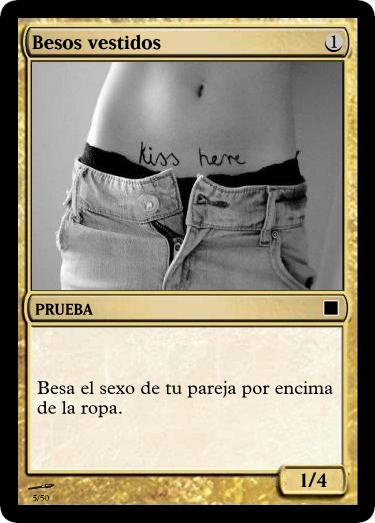 Besos vestidos 1
kiss here
PRUEBA
Besa el sexo de tu pareja por encima
de la ropa.
1/4
5/50